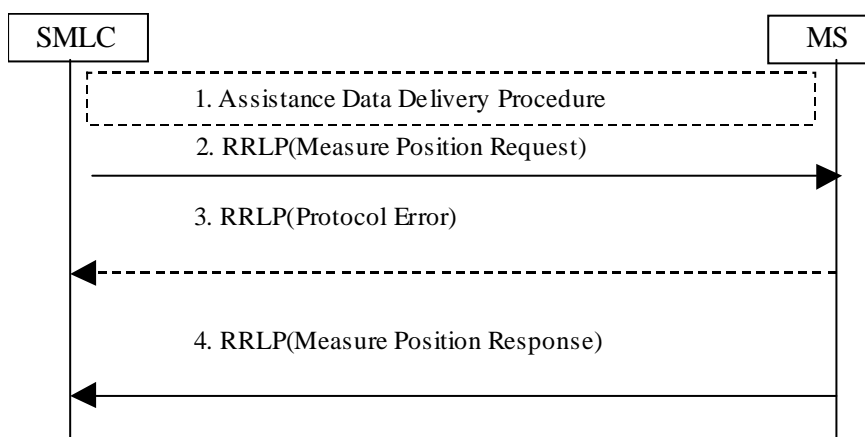 SMLC
MS
1. Assistance Data Delivery Procedure
2. RRLP(Measure Position Request)
3. RRLP(Protocol Error)
4. RRLP(Measure Position Response)